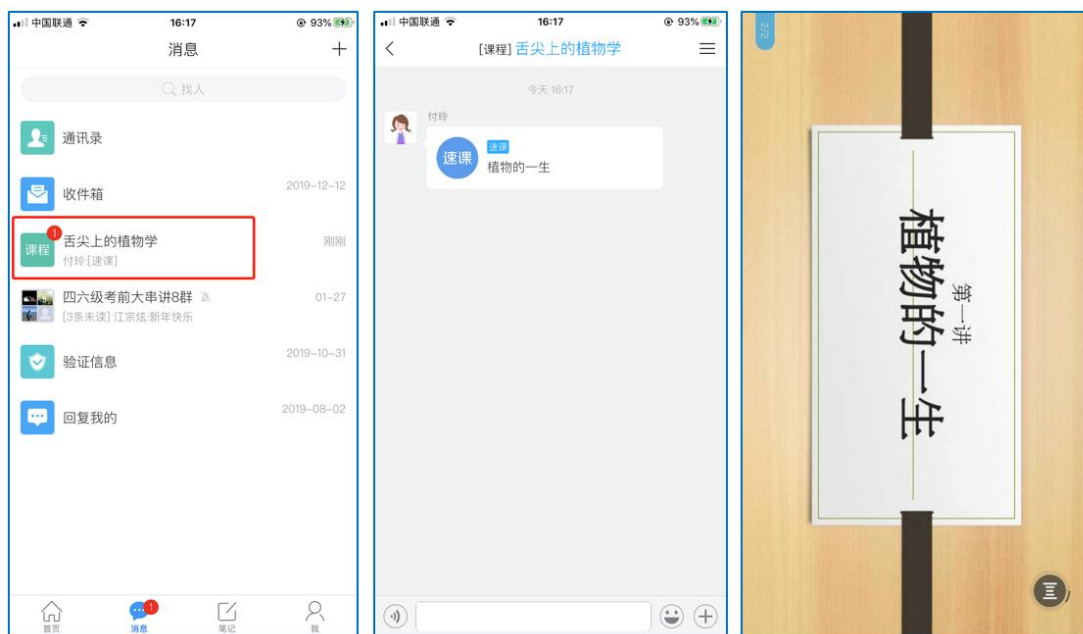 中国联通
16:17
93%
消息
找人
通讯录
收件箱
2019-12-12
课程
1
舌尖上的植物学
刚刚
付玲:[速课]
四六级考前大串讲8群
01-27
[3条未读] 江宗炫:新年快乐
验证信息
2019-10-31
回复我的
2019-08-02
首页
消息
1
笔记
我
中国联通
16:17
93%
[课程] 舌尖上的植物学
今天 16:17
付玲
速课
速课
植物的一生
2/2
第一讲
植物的一生